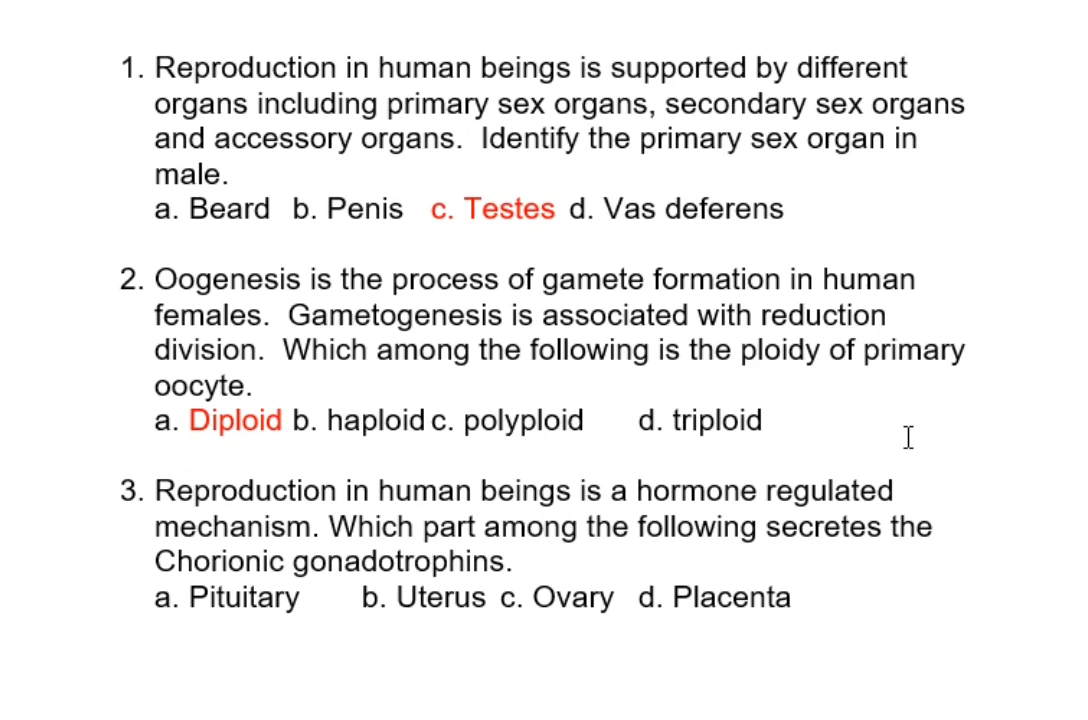 1. Reproduction in human beings is supported by different
organs including primary sex organs, secondary sex organs
and accessory organs. Identify the primary sex organ in
male.
a. Beard b. Penis c. Testes d. Vas deferens
2. Oogenesis is the process of gamete formation in human
females. Gametogenesis is associated with reduction
division. Which among the following is the ploidy of primary
oocyte.
a. Diploid b. haploid c. polyploid d. triploid
3. Reproduction in human beings is a hormone regulated
mechanism. Which part among the following secretes the
Chorionic gonadotrophins.
a. Pituitary b. Uterus c. Ovary d. Placenta